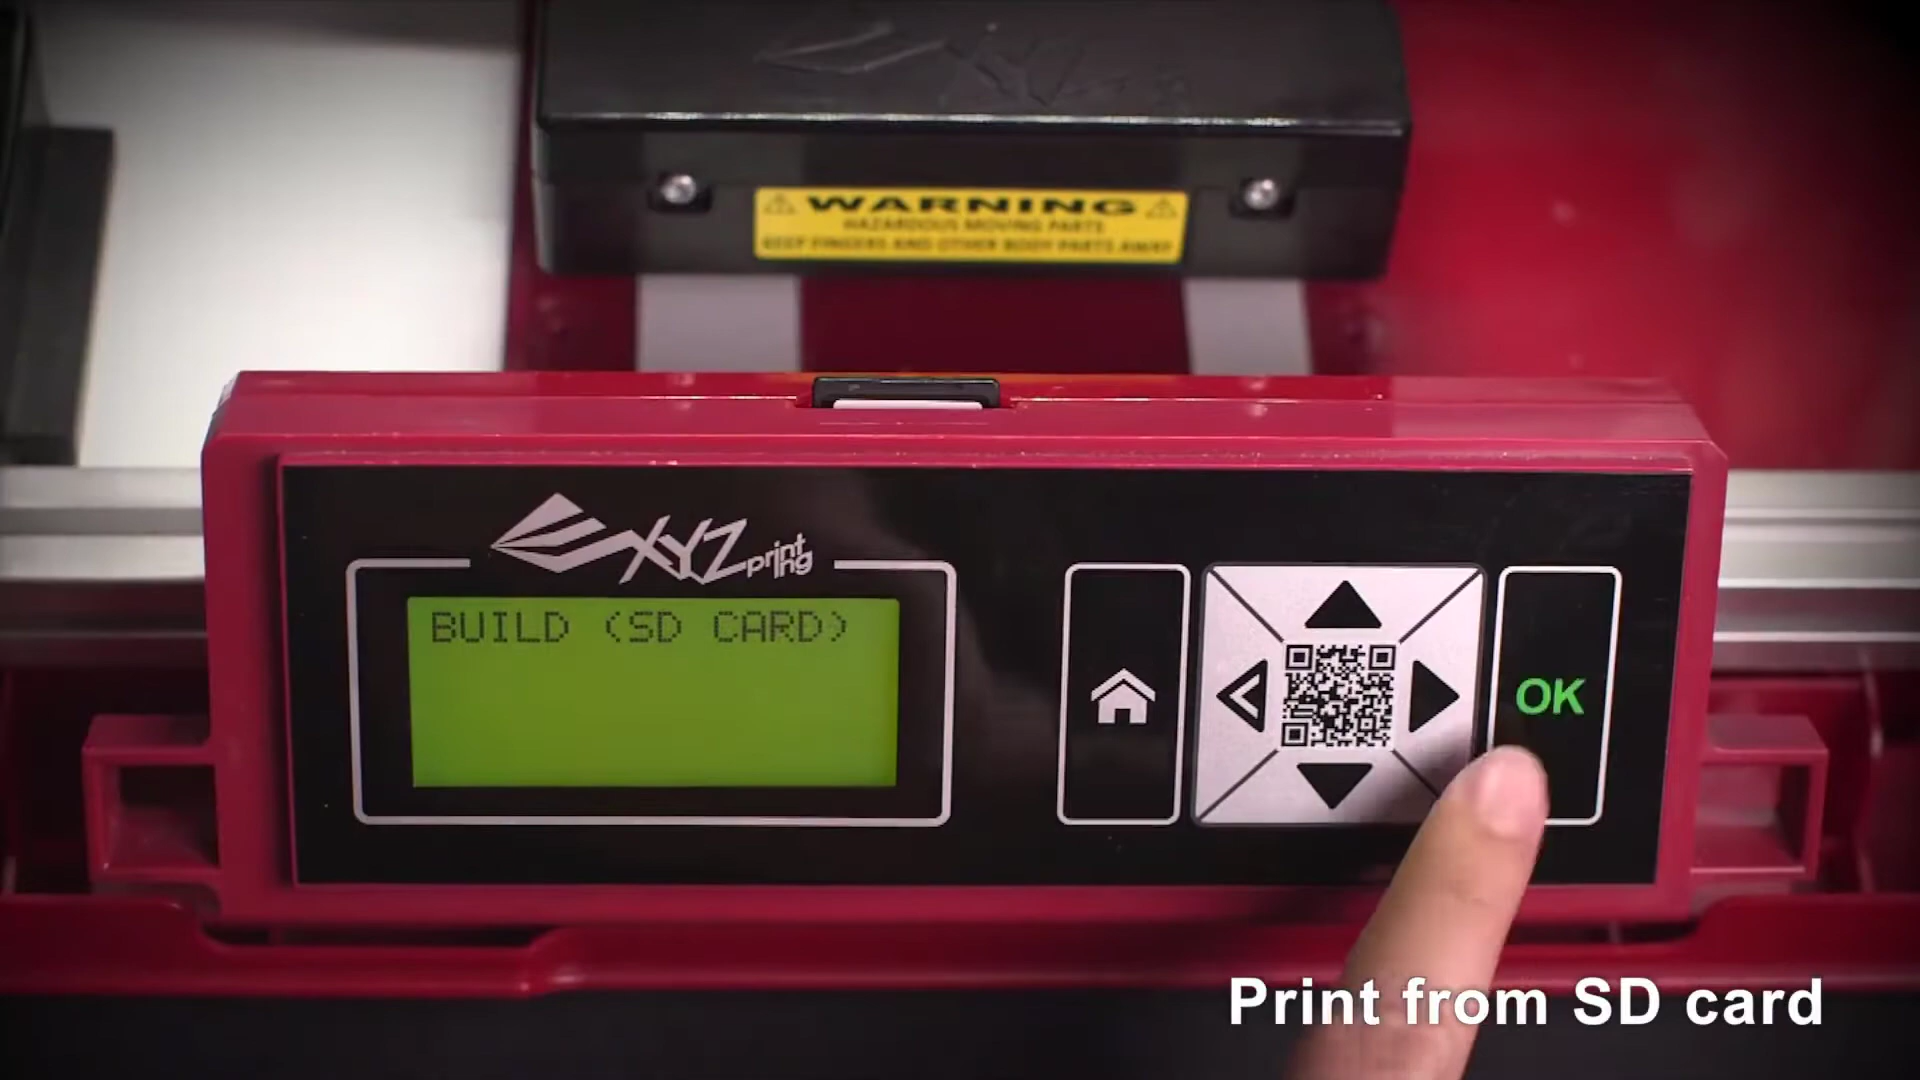 WARNING
HAZARDOUS MOVING PARTS
KEEP FINGERS AND OTHER BODY PARTS AWAY
XYZprinting
BUILD (SD CARD)
OK
Print from SD card